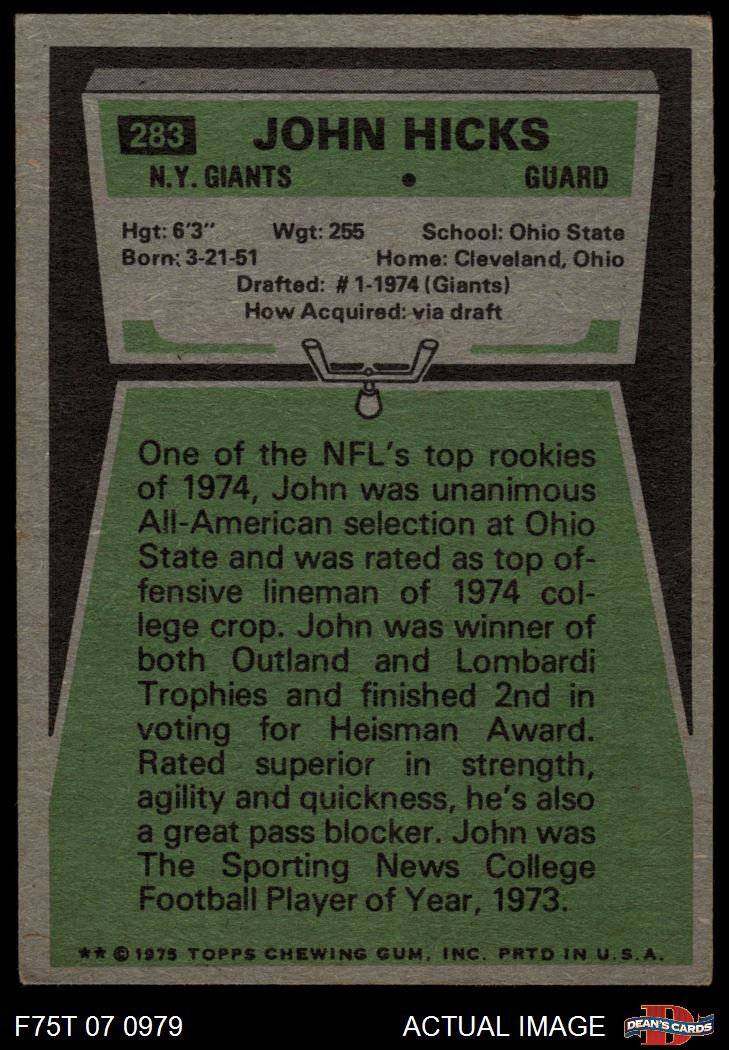 283 JOHN HICKS
N.Y. GIANTS • GUARD
Hgt: 6'3" Wgt: 255 School: Ohio State
Born: 3-21-51 Home: Cleveland, Ohio
Drafted: #1-1974 (Giants)
How Acquired: via draft
One of the NFL's top rookies
of 1974, John was unanimous
All-American selection at Ohio
State and was rated as top of-
fensive lineman of 1974 col-
lege crop. John was winner of
both Outland and Lombardi
Trophies and finished 2nd in
voting for Heisman Award.
Rated superior in strength,
agility and quickness, he's also
a great pass blocker. John was
The Sporting News College
Football Player of Year, 1973.
** © 1975 TOPPS CHEWING GUM, INC. PRTD IN U.S.A.
F75T 07 0979 ACTUAL IMAGE DEAN'S CARDS